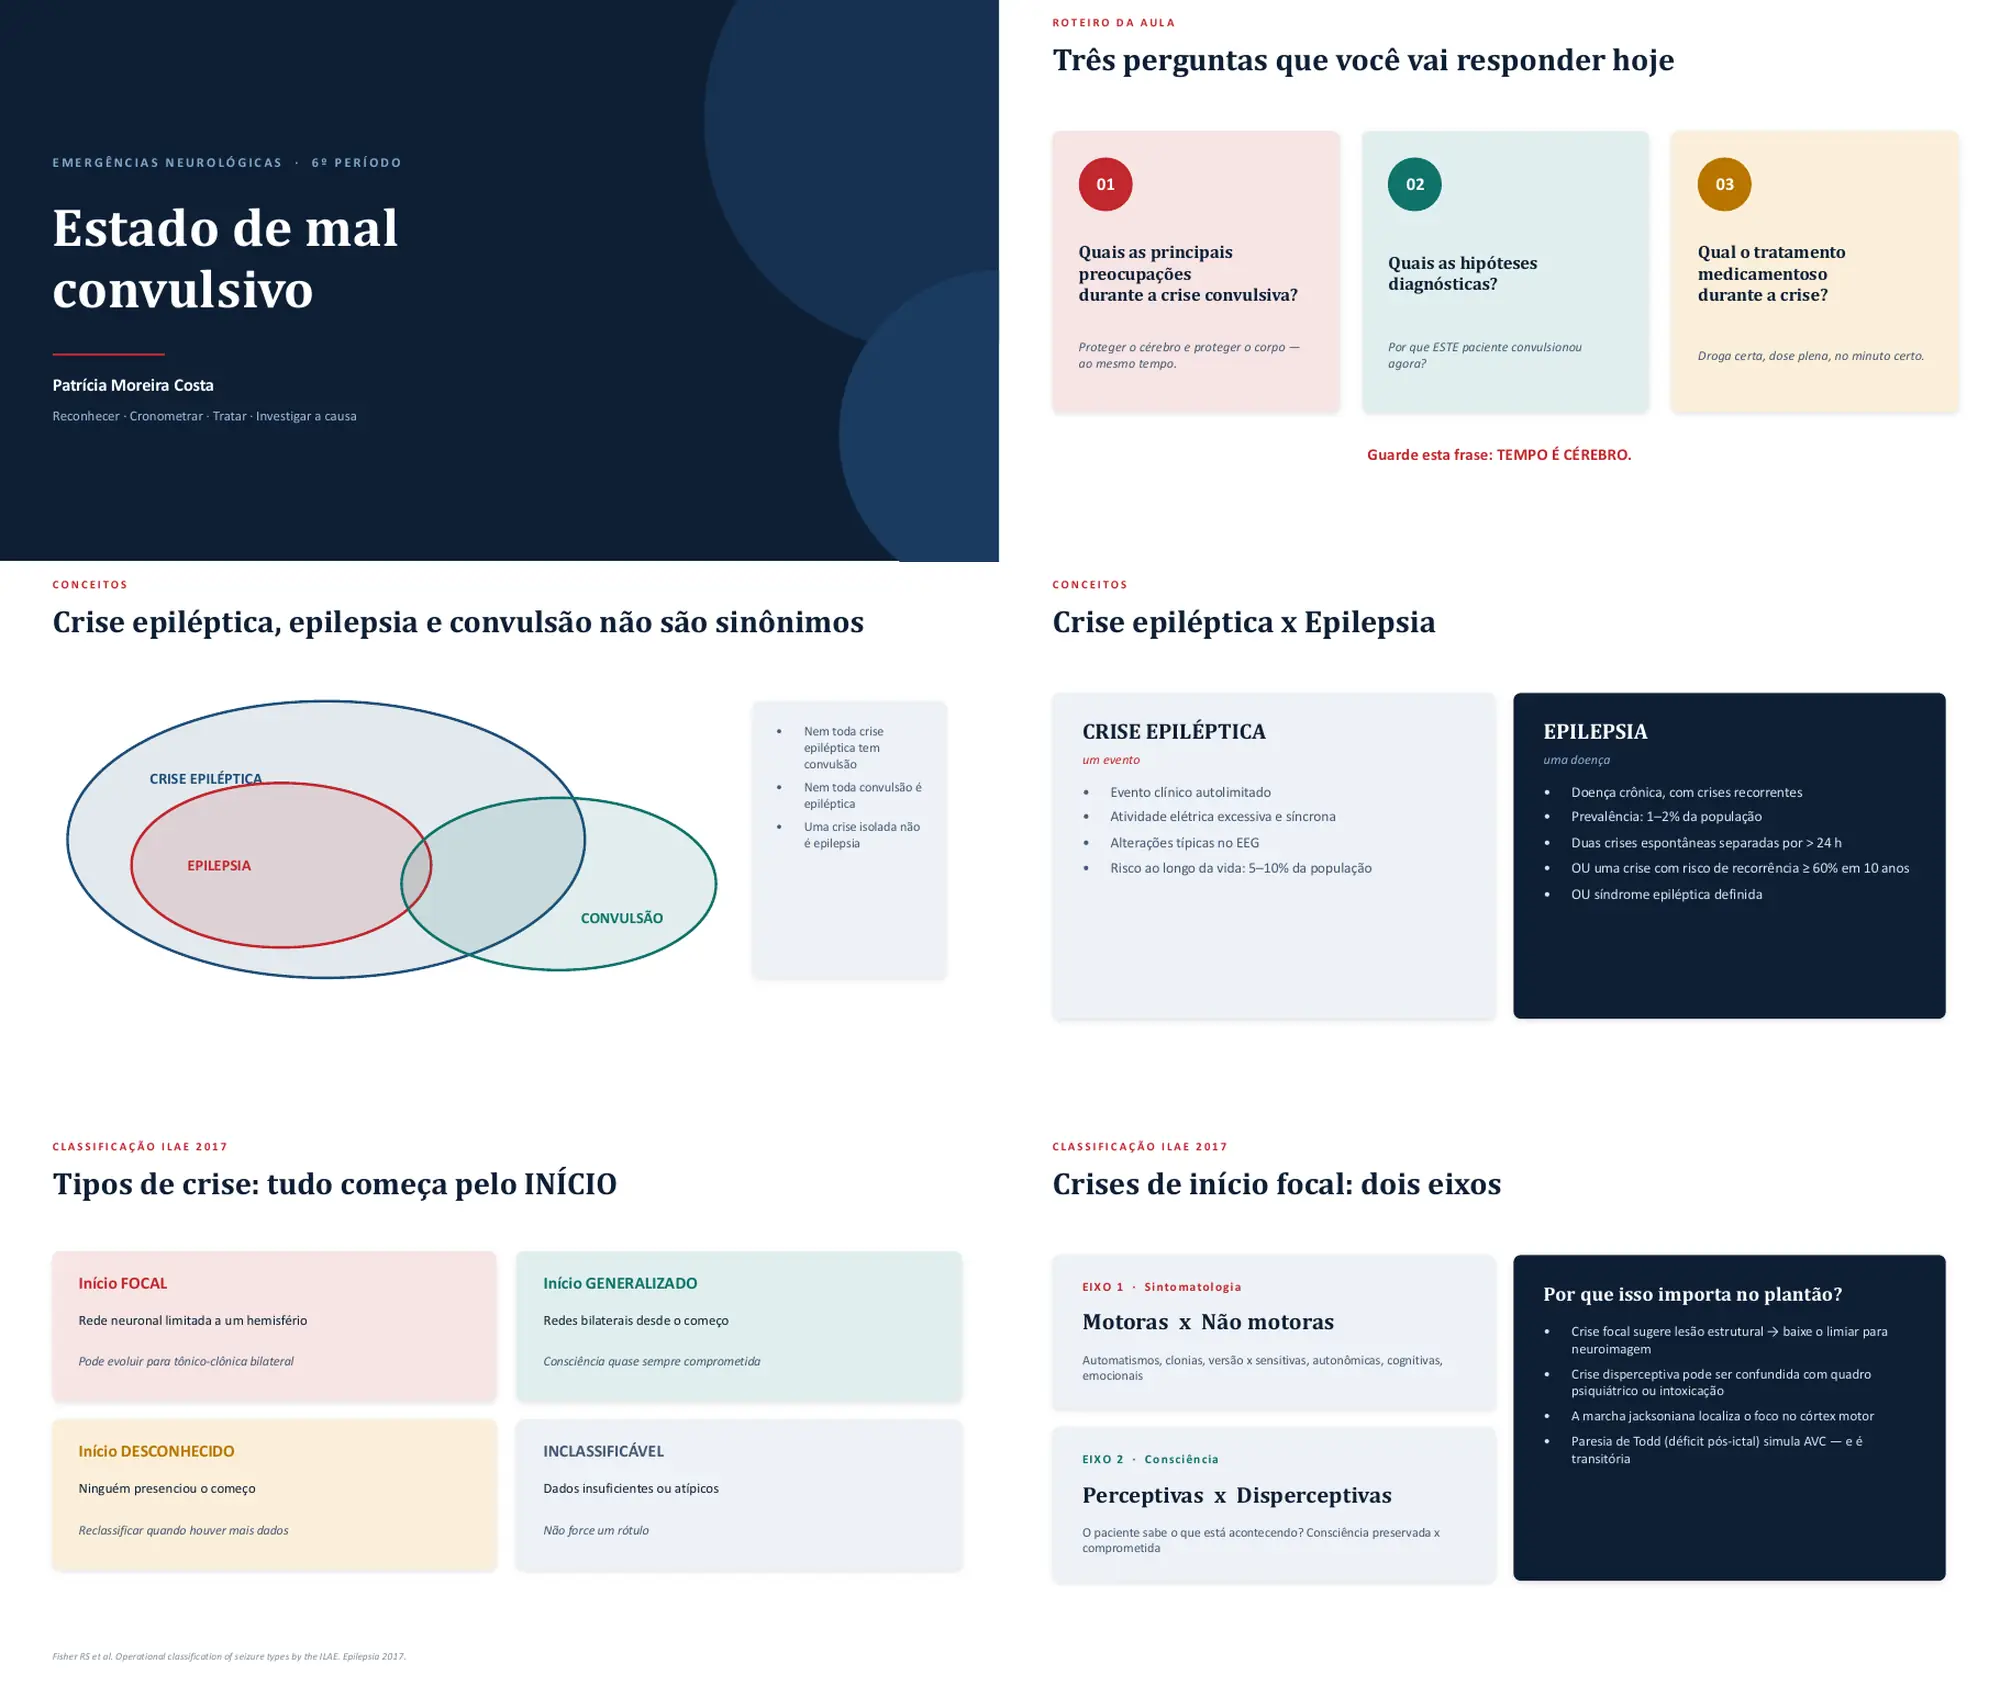 EMERGÊNCIAS NEUROLÓGICAS · 6º PERÍODO
Estado de mal
convulsivo
Patrícia Moreira Costa
Reconhecer · Cronometrar · Tratar · Investigar a causa
ROTEIRO DA AULA
Três perguntas que você vai responder hoje
01
Quais as principais
preocupações
durante a crise convulsiva?
Proteger o cérebro e proteger o corpo —
ao mesmo tempo.
02
Quais as hipóteses
diagnósticas?
Por que ESTE paciente convulsionou
agora?
03
Qual o tratamento
medicamentoso
durante a crise?
Droga certa, dose plena, no minuto certo.
Guarde esta frase: TEMPO É CÉREBRO.
CONCEITOS
Crise epiléptica, epilepsia e convulsão não são sinônimos
CRISE EPILÉPTICA
EPILEPSIA
CONVULSÃO
• Nem toda crise
epiléptica tem
convulsão
• Nem toda convulsão é
epiléptica
• Uma crise isolada não
é epilepsia
CONCEITOS
Crise epiléptica x Epilepsia
CRISE EPILÉPTICA
um evento
• Evento clínico autolimitado
• Atividade elétrica excessiva e síncrona
• Alterações típicas no EEG
• Risco ao longo da vida: 5–10% da população
EPILEPSIA
uma doença
• Doença crônica, com crises recorrentes
• Prevalência: 1–2% da população
• Duas crises espontâneas separadas por > 24 h
• OU uma crise com risco de recorrência ≥ 60% em 10 anos
• OU síndrome epiléptica definida
CLASSIFICAÇÃO ILAE 2017
Tipos de crise: tudo começa pelo INÍCIO
Início FOCAL
Rede neuronal limitada a um hemisfério
Pode evoluir para tônico-clônica bilateral
Início GENERALIZADO
Redes bilaterais desde o começo
Consciência quase sempre comprometida
Início DESCONHECIDO
Ninguém presenciou o começo
Reclassificar quando houver mais dados
INCLASSIFICÁVEL
Dados insuficientes ou atípicos
Não force um rótulo
Fisher RS et al. Operational classification of seizure types by the ILAE. Epilepsia 2017.
CLASSIFICAÇÃO ILAE 2017
Crises de início focal: dois eixos
EIXO 1 · Sintomatologia
Motoras x Não motoras
Automatismos, clonias, versão x sensitivas, autonômicas, cognitivas,
emocionais
EIXO 2 · Consciência
Perceptivas x Disperceptivas
O paciente sabe o que está acontecendo? Consciência preservada x
comprometida
Por que isso importa no plantão?
• Crise focal sugere lesão estrutural → baixe o limiar para
neuroimagem
• Crise disperceptiva pode ser confundida com quadro
psiquiátrico ou intoxicação
• A marcha jacksoniana localiza o foco no córtex motor
• Paresia de Todd (déficit pós-ictal) simula AVC — e é
transitória